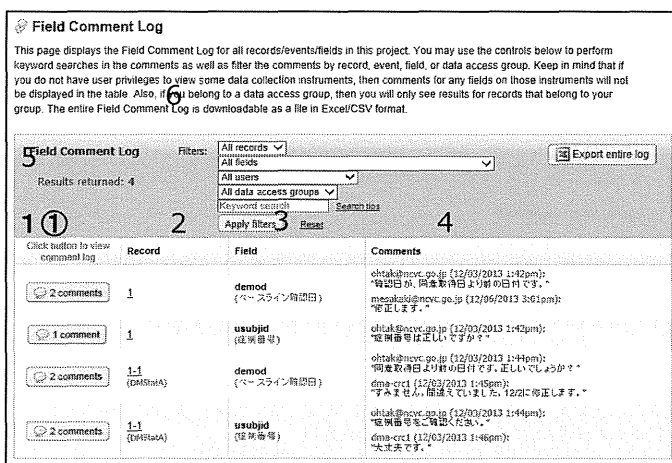 Field Comment Log
This page displays the Field Comment Log for all records/events/fields in this project. You may use the controls below to perform
keyword searches in the comments as well as filter the comments by record, event, field, or data access group. Keep in mind that if
you do not have user privileges to view some data collection instruments, then comments for any fields on those instruments will not
be displayed in the table. Also, if you belong to a data access group, then you will only see results for records that belong to your
group. The entire Field Comment Log is downloadable as a file in Excel/CSV format.
6
5
Field Comment Log
Filters:
All records
Export entire log
All fields
Results returned: 4
All users
All data access groups
Keyword search
Search tips
Apply filters
Reset
1 ①
2
3
4
Click button to view
comment log
Record
Field
Comments
2 comments
1
demod
(ベースライン確認日)
ohtak@ncvc.go.jp (12/03/2013 1:42pm):
"確認日が、同意取得日より前の日付です。"
mesakaki@ncvc.go.jp (12/06/2013 3:01pm):
"修正します。"
1 comment
1
usubjid
(症例番号)
ohtak@ncvc.go.jp (12/03/2013 1:42pm):
"症例番号は正しいですか？"
2 comments
1-1
(DMStatA)
demod
(ベースライン確認日)
ohtak@ncvc.go.jp (12/03/2013 1:44pm):
"同意取得日より前の日付です。正しいでしょうか？"
dma-crc1 (12/03/2013 1:45pm):
"すみません。間違えていました。12/2に修正します。"
2 comments
1-1
(DMStatA)
usubjid
(症例番号)
ohtak@ncvc.go.jp (12/03/2013 1:44pm):
"症例番号をご確認ください。"
dma-crc1 (12/03/2013 1:46pm):
"大丈夫です。"